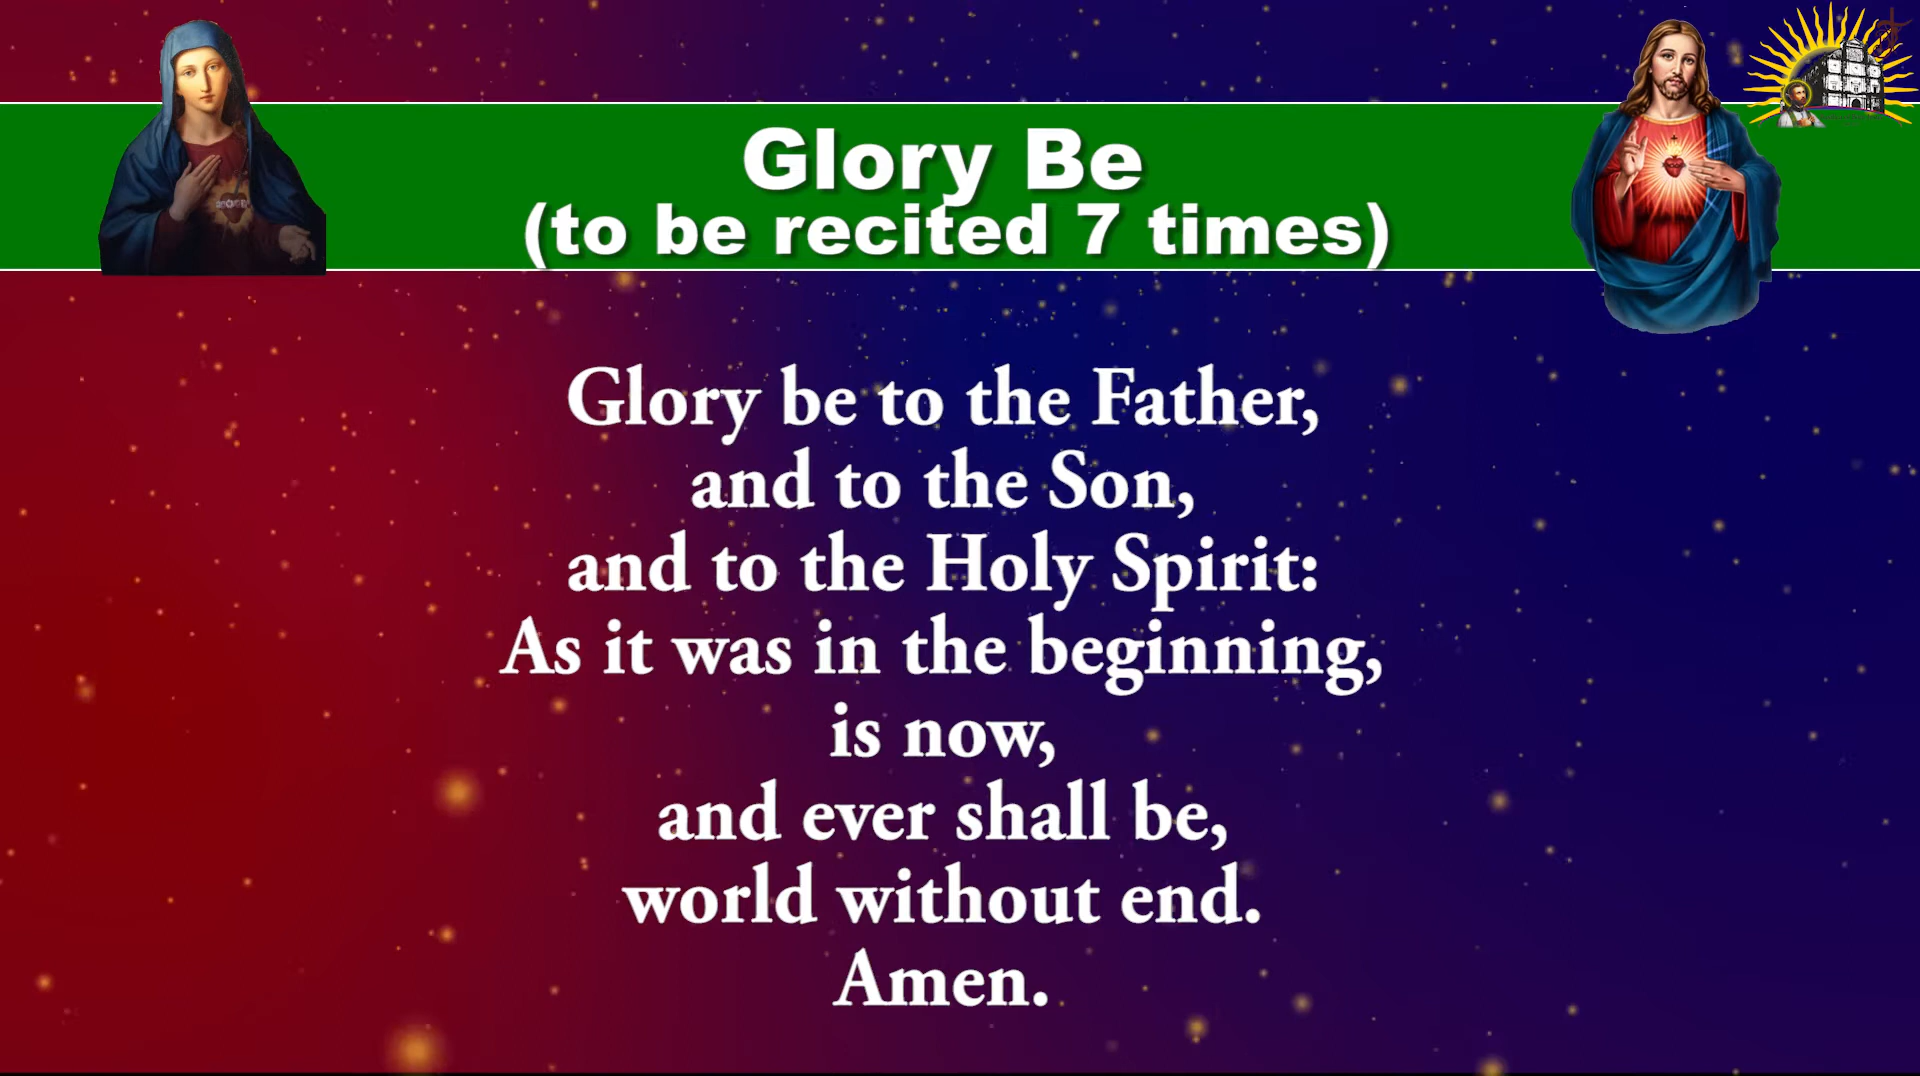 Glory Be
(to be recited 7 times)
Glory be to the Father,
and to the Son,
and to the Holy Spirit:
As it was in the beginning,
is now,
and ever shall be,
world without end.
Amen.